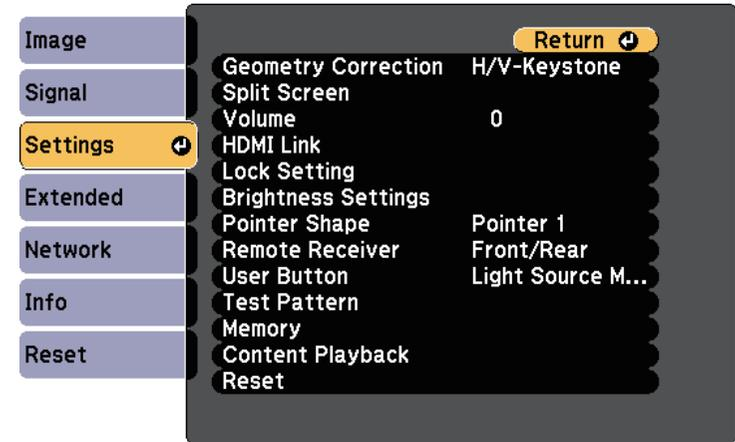 Image
Signal
Settings
Extended
Network
Info
Reset
Return
Geometry Correction H/V-Keystone
Split Screen
Volume 0
HDMI Link
Lock Setting
Brightness Settings
Pointer Shape Pointer 1
Remote Receiver Front/Rear
User Button Light Source M...
Test Pattern
Memory
Content Playback
Reset